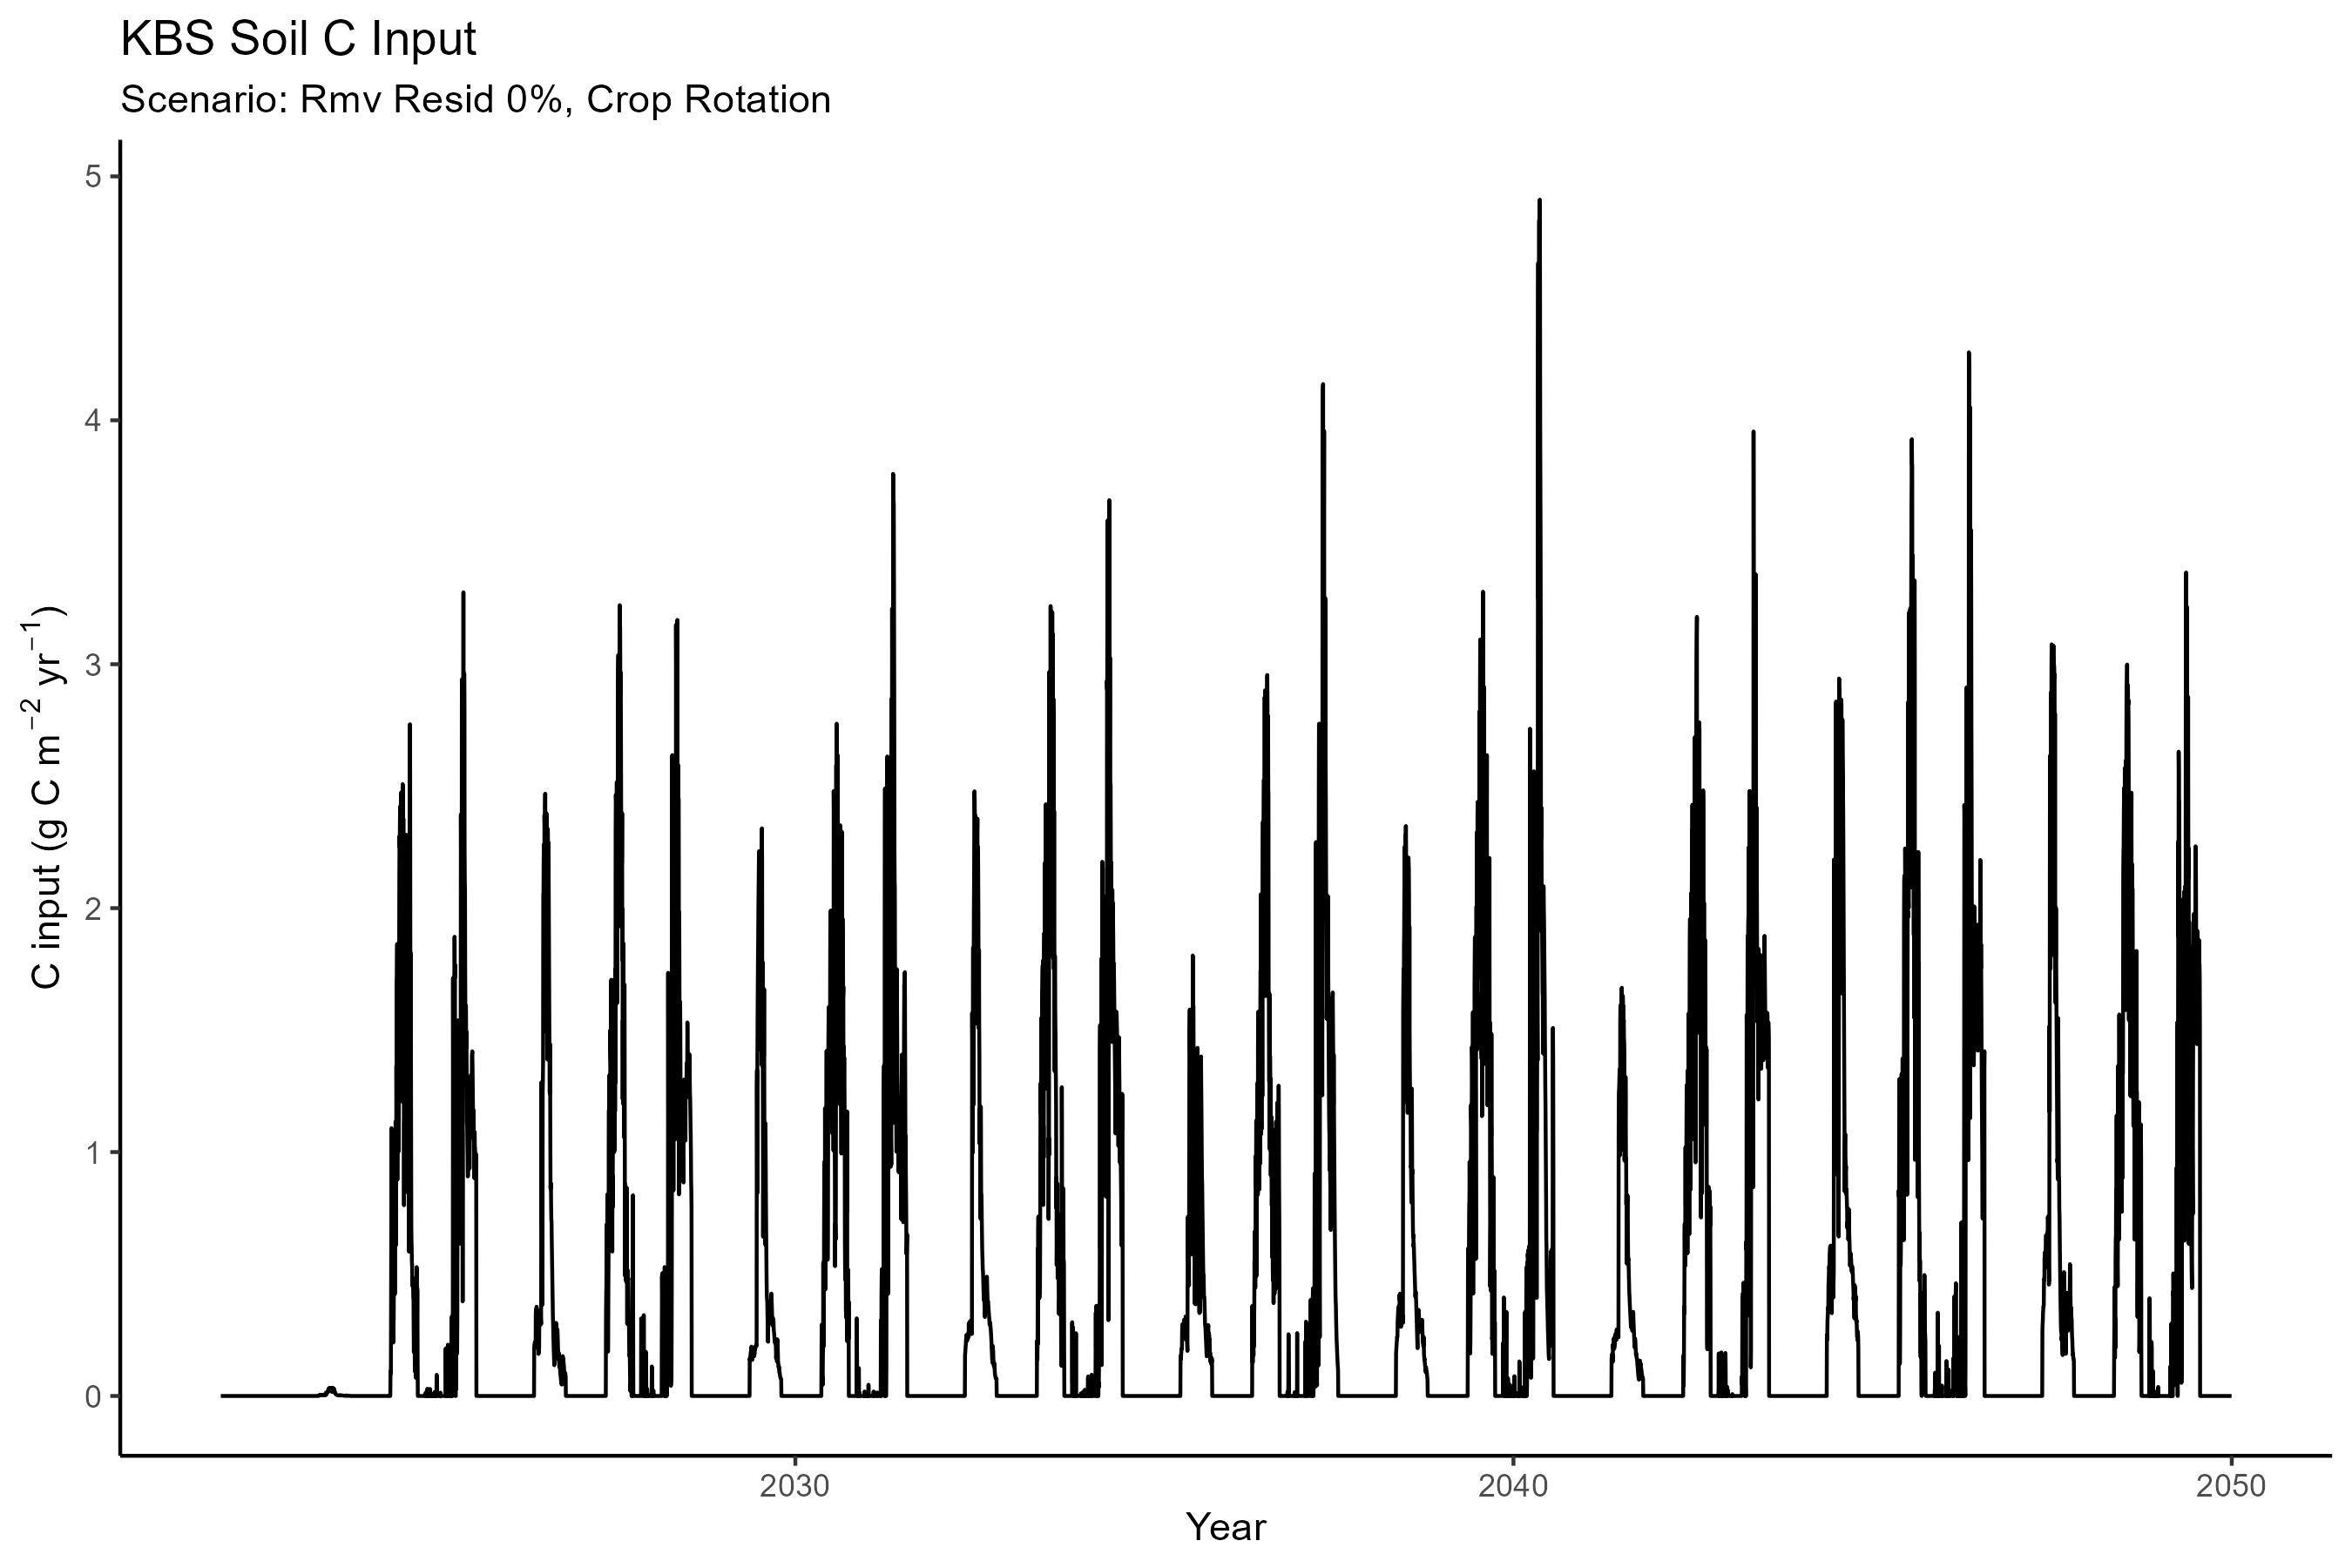 KBS Soil C Input
Scenario: Rmv Resid 0%, Crop Rotation
5
4
3
2
1
0
C input (g C m⁻² yr⁻¹)
2030
2040
2050
Year